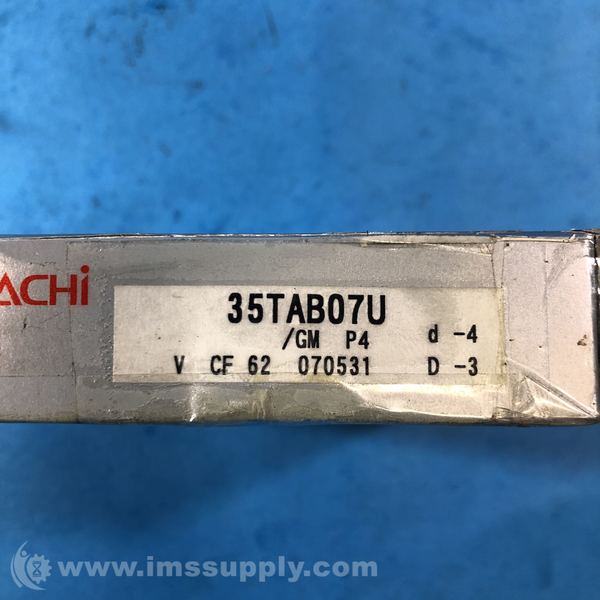 ACHi
35TAB07U
/GM P4 d -4
V CF 62 070531 D -3
www.imssupply.com